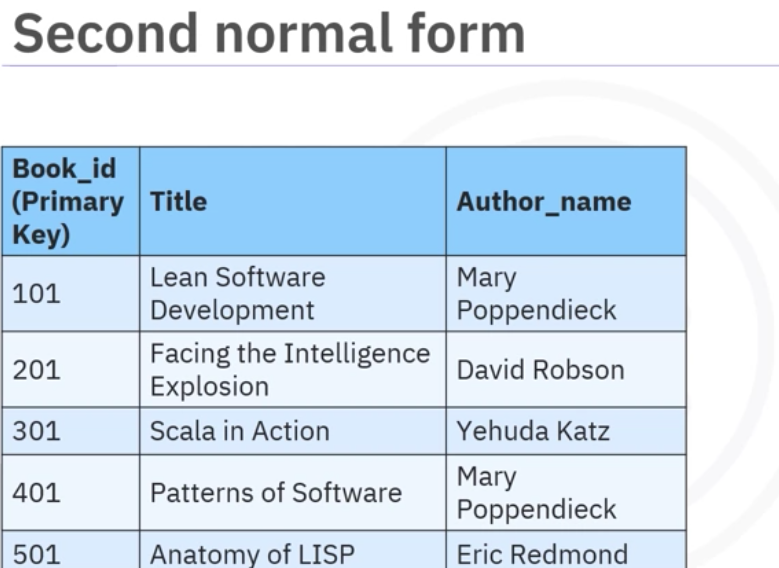 Second normal form
Book_id
(Primary
Key)
Title
Author_name
101
Lean Software
Development
Mary
Poppendieck
201
Facing the Intelligence
Explosion
David Robson
301
Scala in Action
Yehuda Katz
401
Patterns of Software
Mary
Poppendieck
501
Anatomy of LISP
Eric Redmond